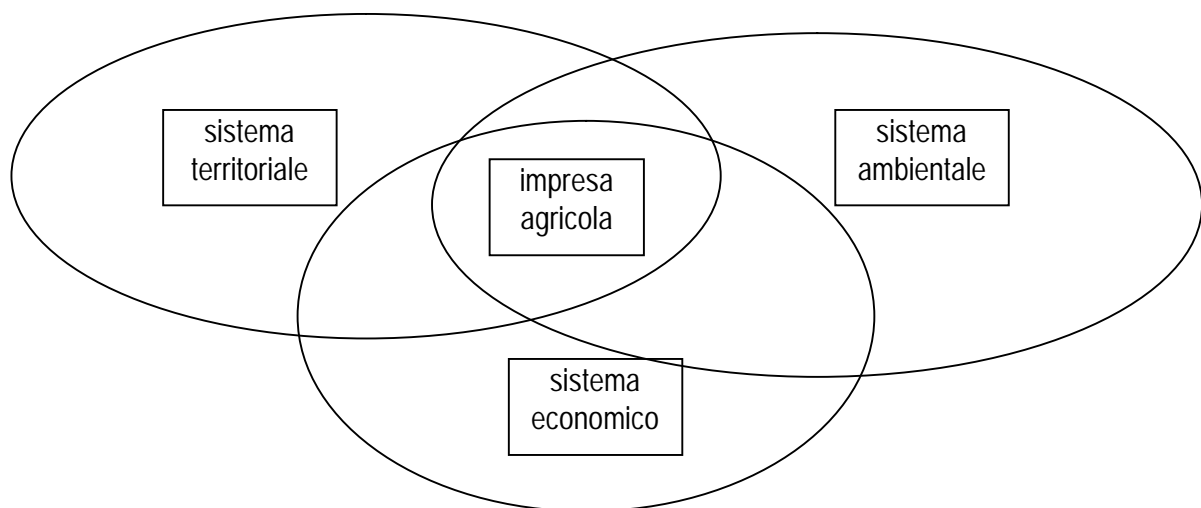 sistema
territoriale
impresa
agricola
sistema
ambientale
sistema
economico